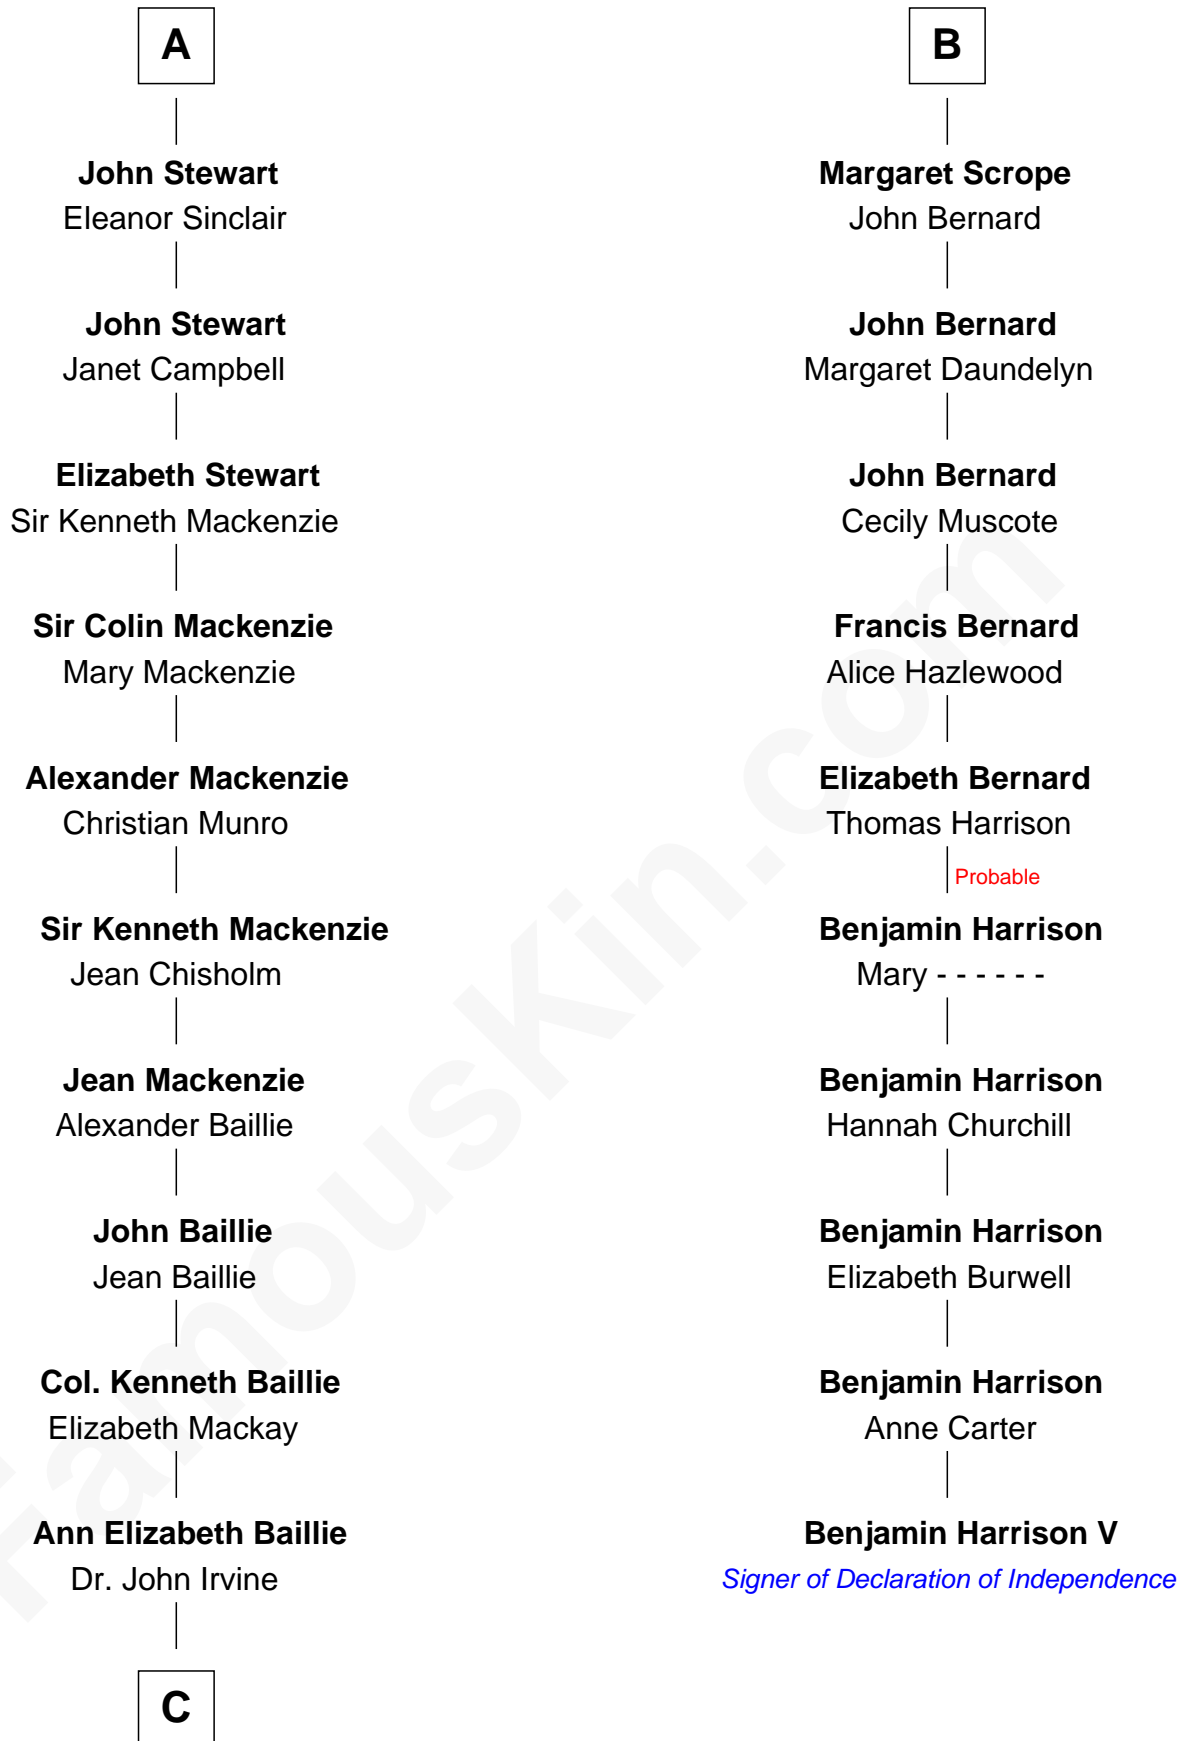 A
John Stewart
Eleanor Sinclair
John Stewart
Janet Campbell
Elizabeth Stewart
Sir Kenneth Mackenzie
Sir Colin Mackenzie
Mary Mackenzie
Alexander Mackenzie
Christian Munro
Sir Kenneth Mackenzie
Jean Chisholm
Jean Mackenzie
Alexander Baillie
John Baillie
Jean Baillie
Col. Kenneth Baillie
Elizabeth Mackay
Ann Elizabeth Baillie
Dr. John Irvine
C
B
Margaret Scrope
John Bernard
John Bernard
Margaret Daundelyn
John Bernard
Cecily Muscote
Francis Bernard
Alice Hazlewood
Elizabeth Bernard
Thomas Harrison
Probable
Benjamin Harrison
Mary - - - - - -
Benjamin Harrison
Hannah Churchill
Benjamin Harrison
Elizabeth Burwell
Benjamin Harrison
Anne Carter
Benjamin Harrison V
Signer of Declaration of Independence
FamousKin.com